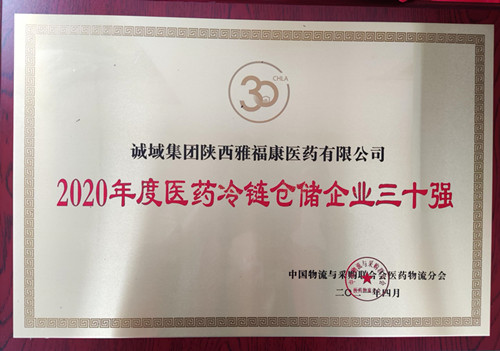 30
CHLA
诚域集团陕西雅福康医药有限公司
2020年度医药冷链仓储企业三十强
中国物流与采购联合会医药物流分会
二〇二 年四月